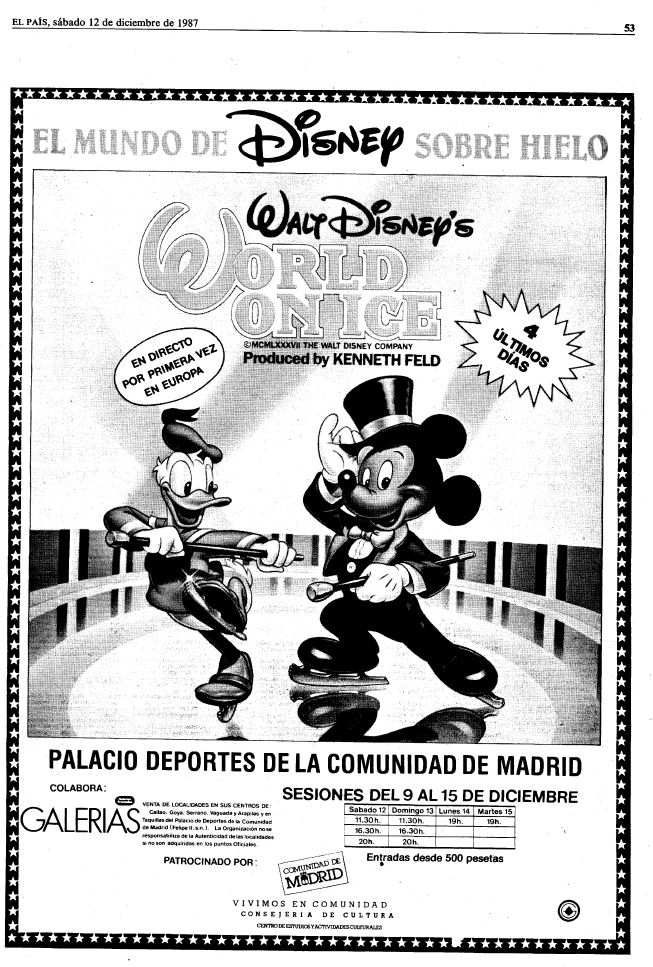 EL PAÍS, sábado 12 de diciembre de 1987
53
EL MUNDO DE DISNEY SOBRE HIELO
WALT DISNEY'S
WORLD
ON ICE
©MCMLXXXVII THE WALT DISNEY COMPANY
Produced by KENNETH FELD
EN DIRECTO
POR PRIMERA VEZ
EN EUROPA
4
ÚLTIMOS
DÍAS
PALACIO DEPORTES DE LA COMUNIDAD DE MADRID
COLABORA:
GALERIAS
VENTA DE LOCALIDADES EN SUS CENTROS DE:
Callao, Goya, Serrano, Vaguada y Arapiles y en
Taquillas del Palacio de Deportes de la Comunidad
de Madrid (Felipe II, s.n.). La Organización no se
responsabiliza de la Autenticidad de las localidades
si no son adquiridas en los puntos Oficiales.
SESIONES DEL 9 AL 15 DE DICIEMBRE
Sabado 12 Domingo 13 Lunes 14 Martes 15
11.30h. 11.30h. 19h. 19h.
16.30h. 16.30h.
20h. 20h.
Entradas desde 500 pesetas
PATROCINADO POR:
COMUNIDAD DE
MADRID
VIVIMOS EN COMUNIDAD
CONSEJERIA DE CULTURA
CENTRO DE ESTUDIOS Y ACTIVIDADES CULTURALES